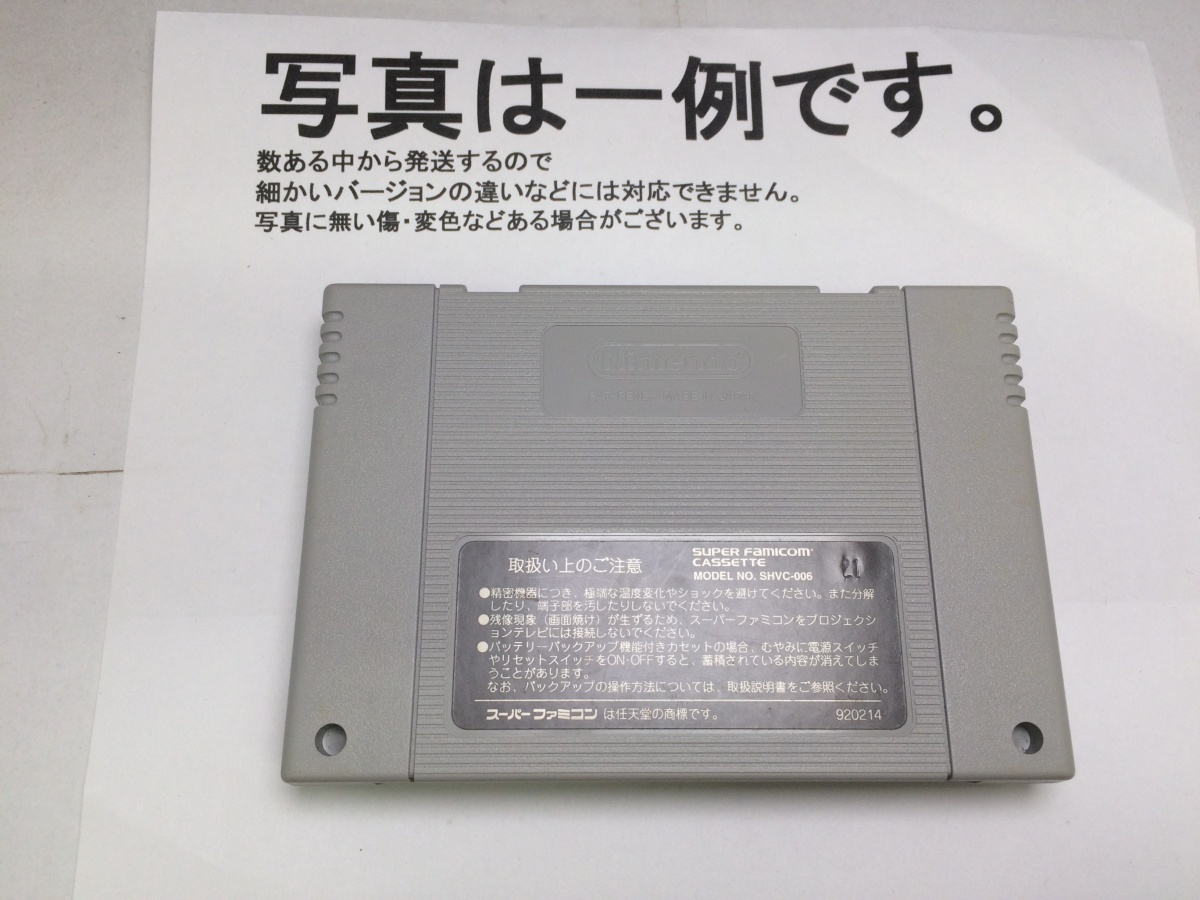 写真は一例です。
数ある中から発送するので
細かいバージョンの違いなどには対応できません。
写真に無い傷・変色などある場合がございます。
Nintendo
PAT. PEND. MADE IN JAPAN
取扱い上のご注意
SUPER Famicom
CASSETTE
MODEL NO. SHVC-006
21
●精密機器につき、極端な温度変化やショックを避けてください。また分解
したり、端子部を汚したりしないでください。
●残像現象（画面焼け）が生ずるため、スーパーファミコンをプロジェクシ
ョンテレビには接続しないでください。
●バッテリーバックアップ機能付きカセットの場合、むやみに電源スイッチ
やリセットスイッチをON・OFFすると、蓄積されている内容が消えてしま
うことがあります。
なお、バックアップの操作方法については、取扱説明書をご参照ください。
スーパーファミコンは任天堂の商標です。
920214